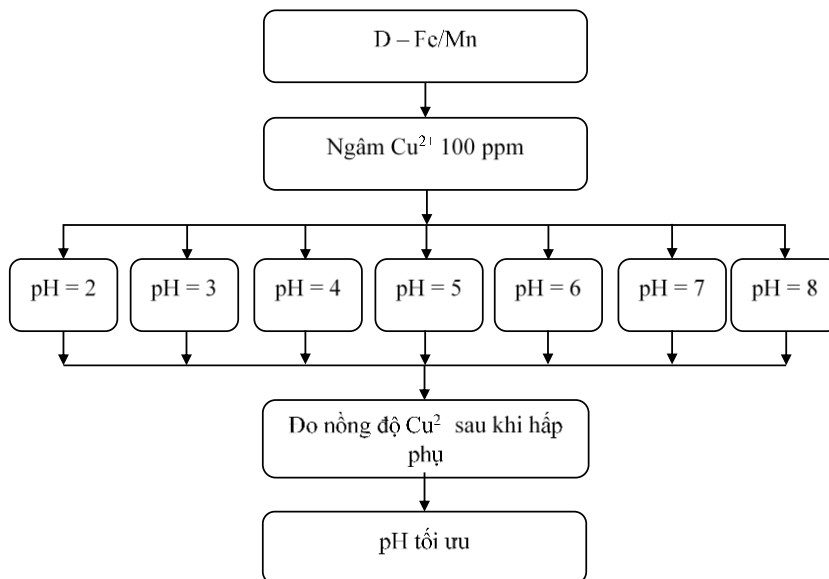 D – Fe/Mn
Ngâm Cu²⁺ 100 ppm
pH = 2 pH = 3 pH = 4 pH = 5 pH = 6 pH = 7 pH = 8
Đo nồng độ Cu² sau khi hấp
phụ
pH tối ưu